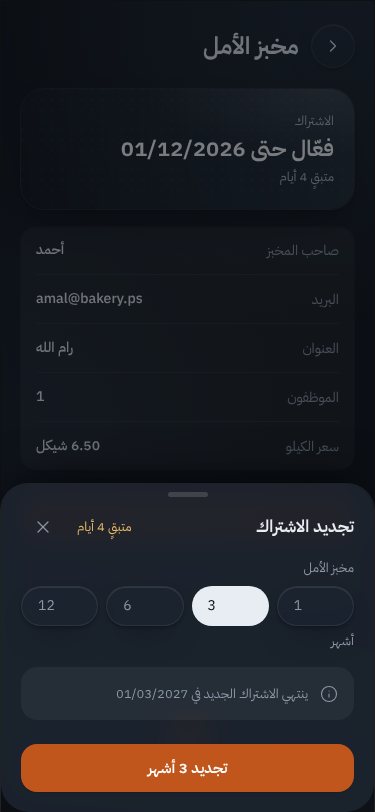 مخبز الأمل
الاشتراك
فعّال حتى 01/12/2026
متبقٍ 4 أيام
صاحب المخبز أحمد
البريد amal@bakery.ps
العنوان رام الله
الموظفون 1
سعر الكيلو 6.50 شيكل
تجديد الاشتراك متبقٍ 4 أيام
مخبز الأمل
1 3 6 12
أشهر
ينتهي الاشتراك الجديد في 01/03/2027
تجديد 3 أشهر